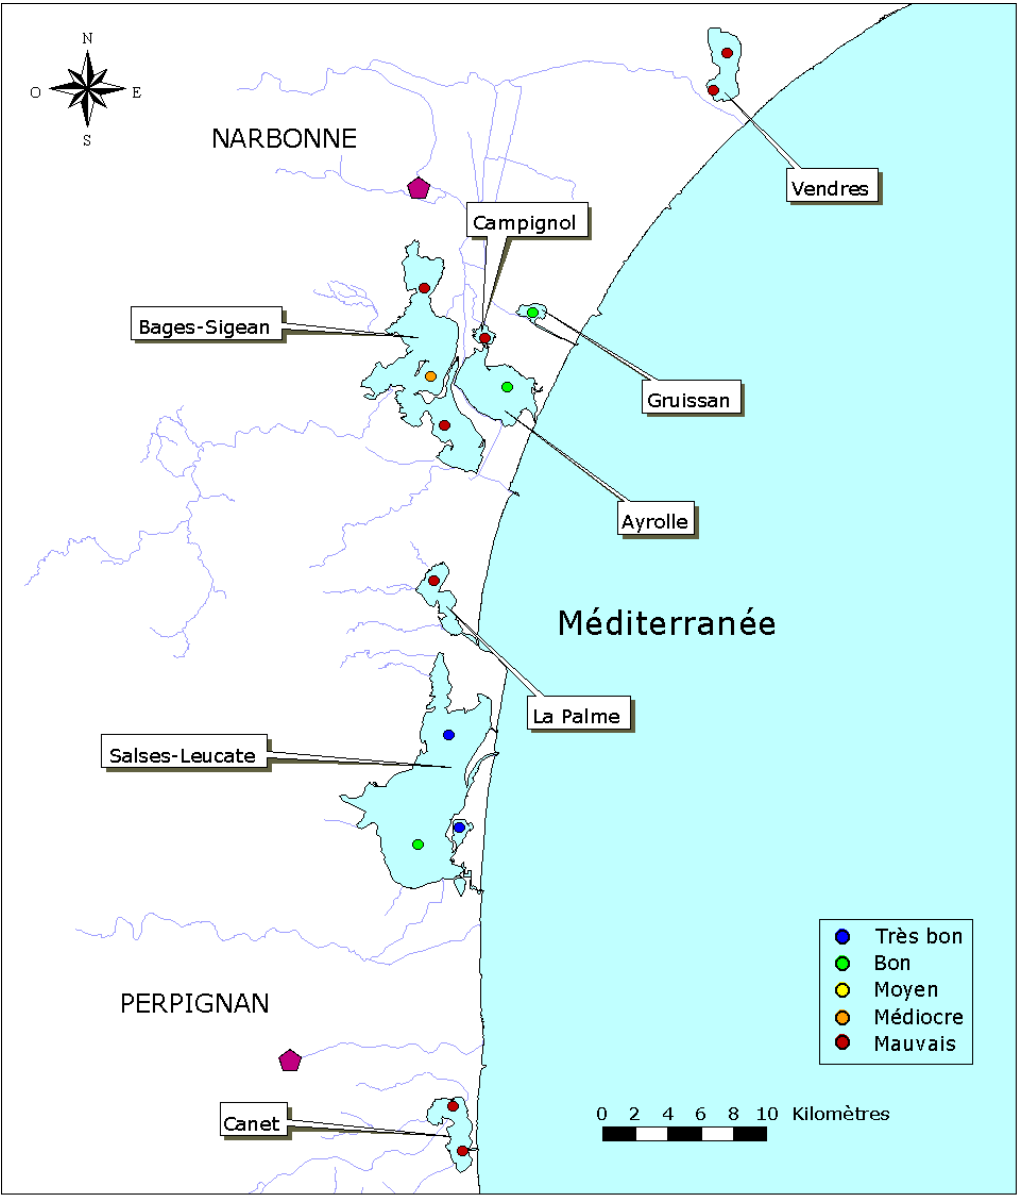 N
O
E
S
NARBONNE
Vendres
Campignol
Bages-Sigean
Gruissan
Ayrolle
Méditerranée
La Palme
Salses-Leucate
Très bon
Bon
Moyen
Médiocre
Mauvais
PERPIGNAN
Canet
0 2 4 6 8 10 Kilomètres